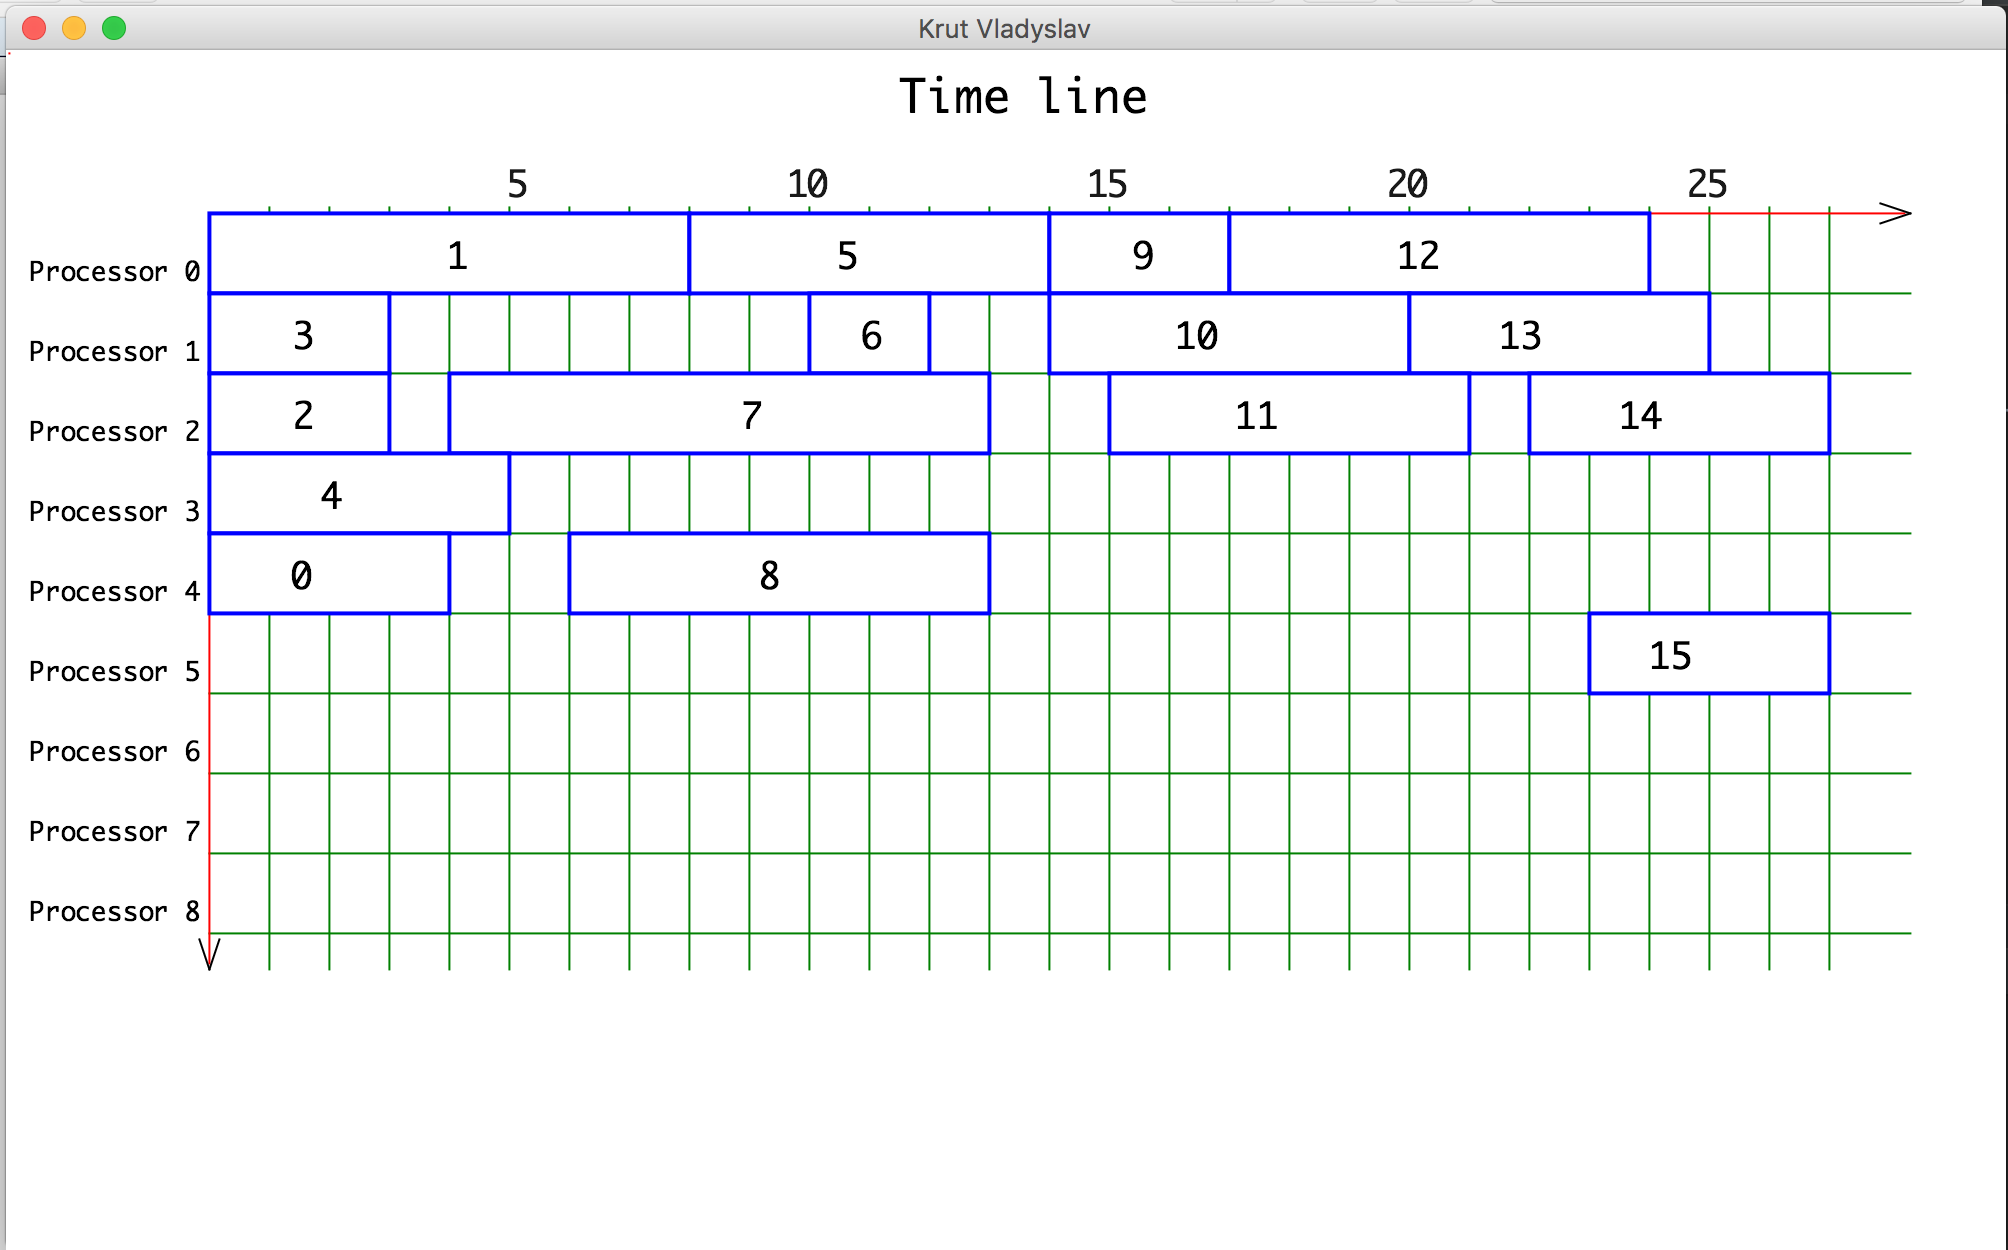 Krut Vladyslav
Time line
5 10 15 20 25
Processor 0 1 5 9 12
Processor 1 3 6 10 13
Processor 2 2 7 11 14
Processor 3 4
Processor 4 0 8
Processor 5 15
Processor 6
Processor 7
Processor 8